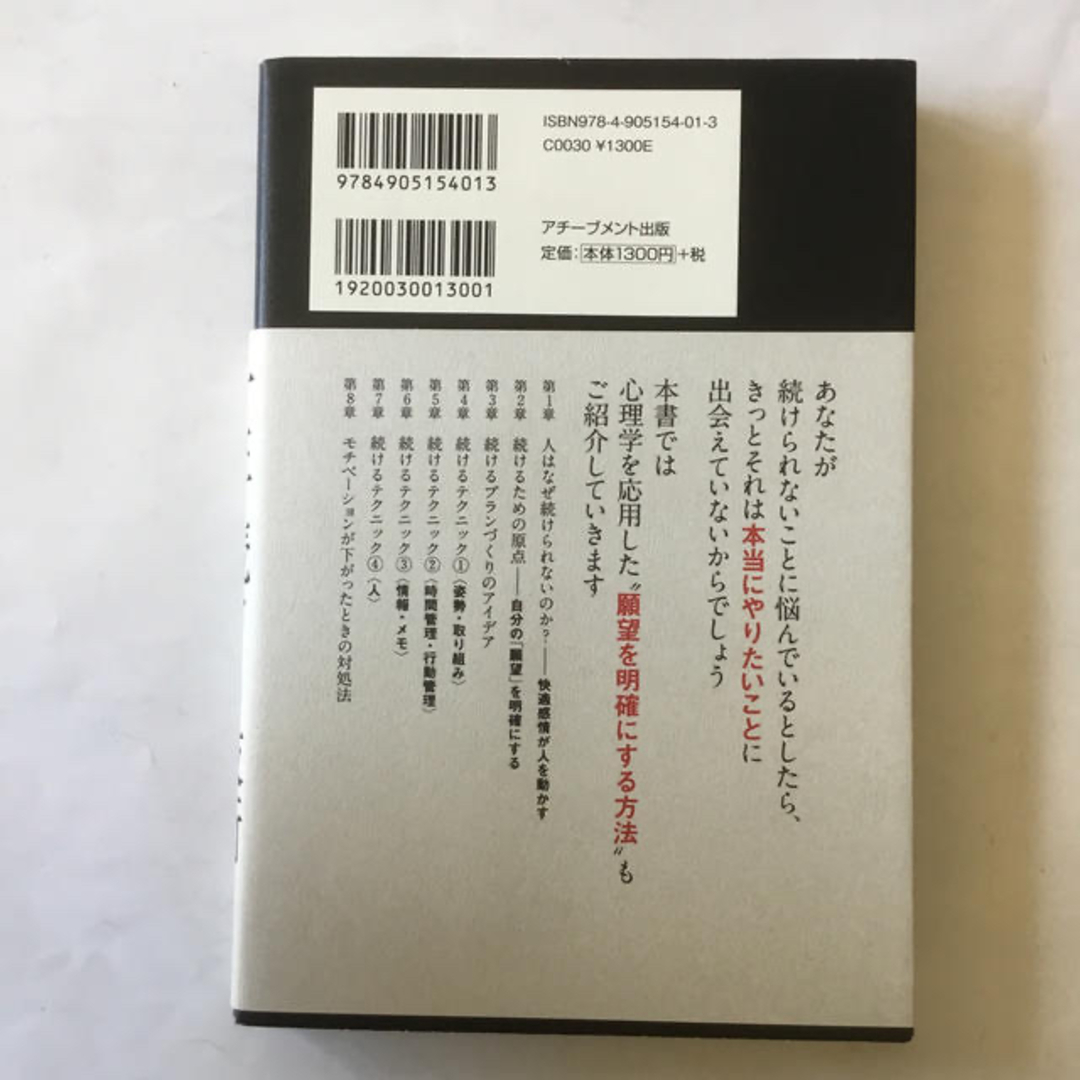 ISBN978-4-905154-01-3
C0030 ¥1300E
9784905154013
アチーブメント出版
定価：本体1300円+税
1920030013001
あなたが
続けられないことに悩んでいるとしたら、
きっとそれは本当にやりたいことに
出会えていないからでしょう
本書では
心理学を応用した〝願望を明確にする方法〟も
ご紹介していきます
第1章 人はなぜ続けられないのか？――快適感情が人を動かす
第2章 続けるための原点――自分の「願望」を明確にする
第3章 続けるプランづくりのアイデア
第4章 続けるテクニック①〈姿勢・取り組み〉
第5章 続けるテクニック②〈時間管理・行動管理〉
第6章 続けるテクニック③〈情報・メモ〉
第7章 続けるテクニック④〈人〉
第8章 モチベーションが下がったときの対処法